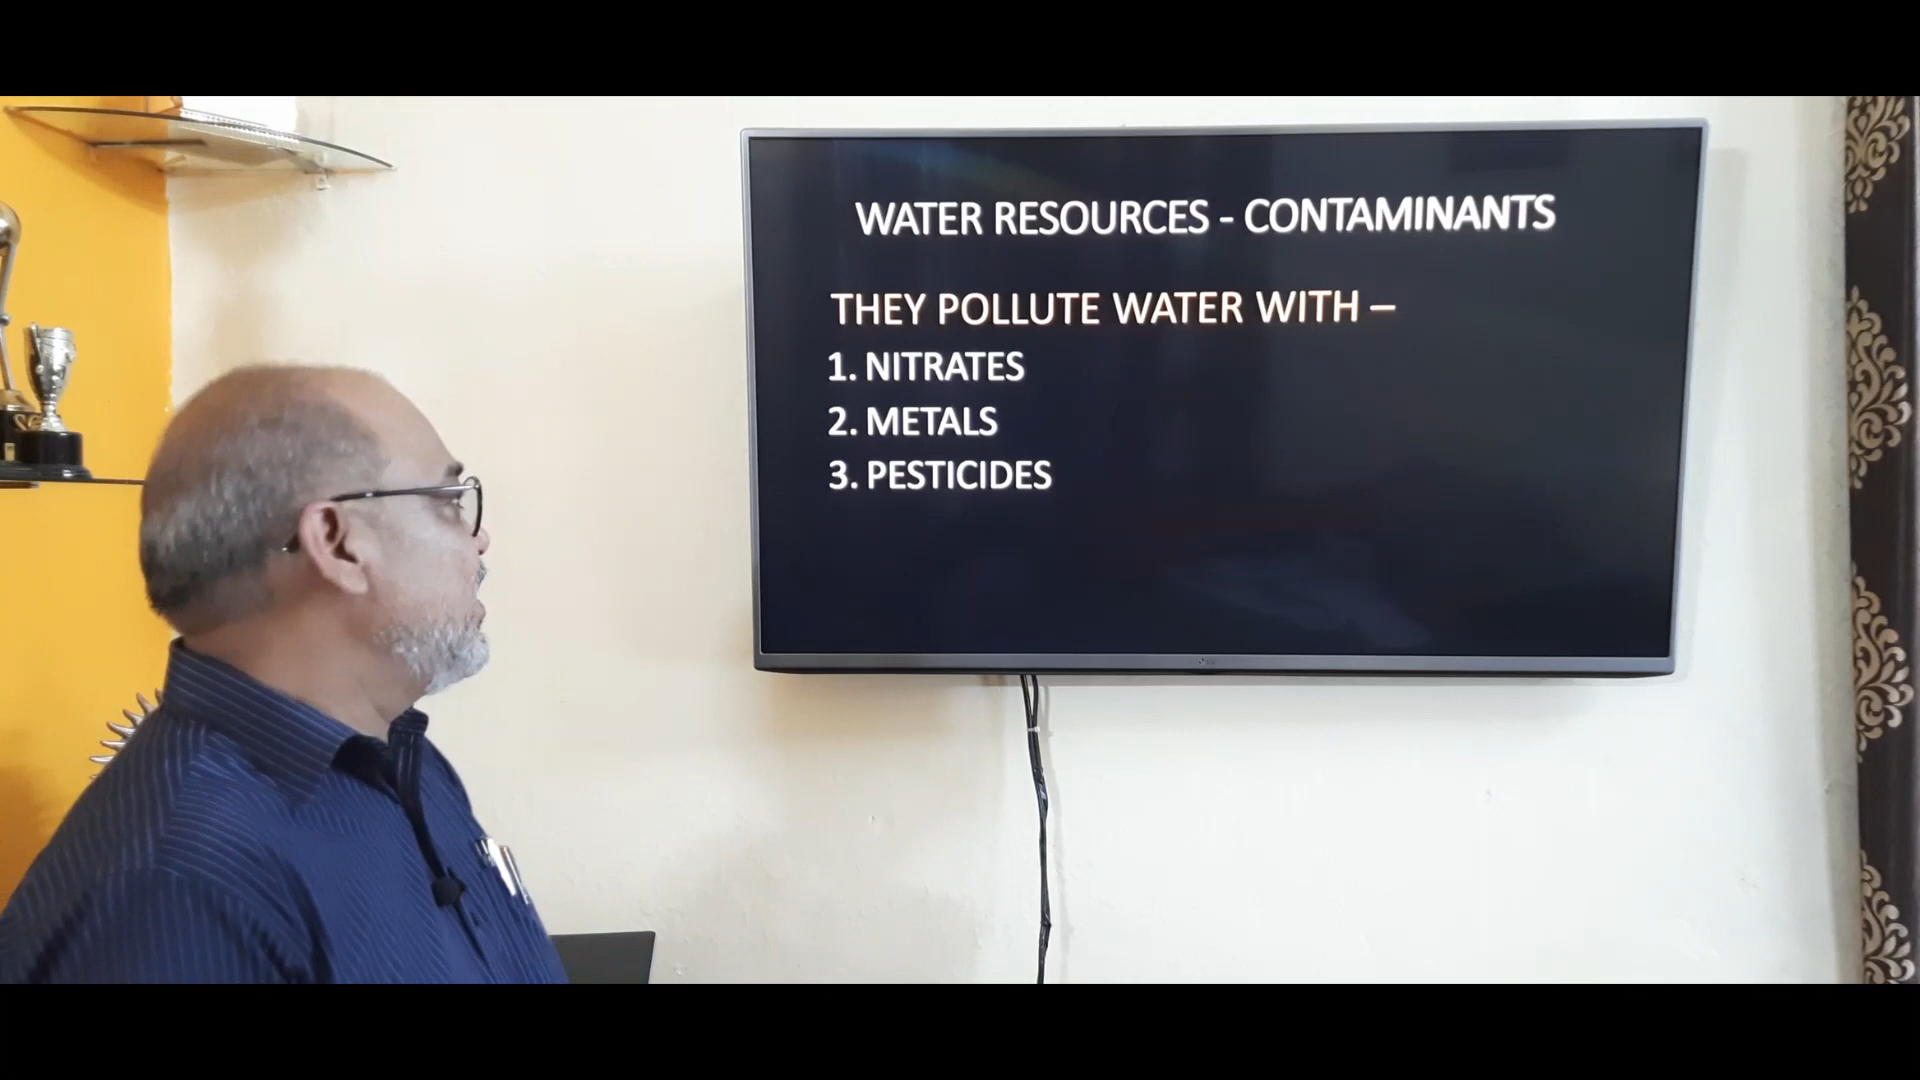 WATER RESOURCES - CONTAMINANTS
THEY POLLUTE WATER WITH –
1. NITRATES
2. METALS
3. PESTICIDES